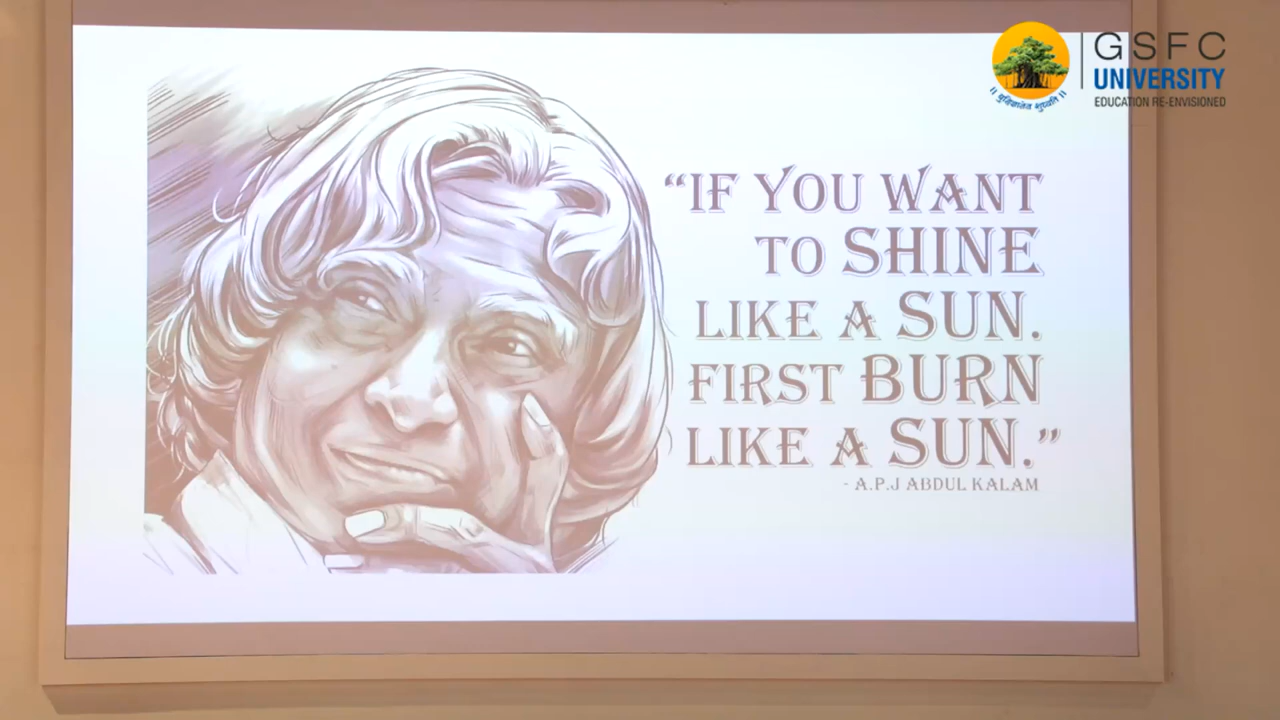 GSFC
UNIVERSITY
EDUCATION RE-ENVISIONED
“IF YOU WANT
TO SHINE
LIKE A SUN.
FIRST BURN
LIKE A SUN.”
- A.P.J ABDUL KALAM